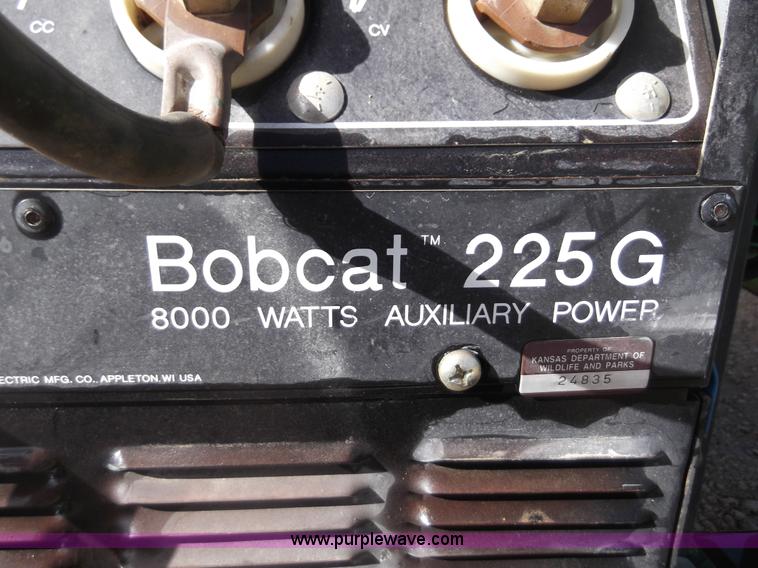 CC
CV
Bobcat™ 225 G
8000 WATTS AUXILIARY POWER
PROPERTY OF
KANSAS DEPARTMENT OF
WILDLIFE AND PARKS
24835
ECTRIC MFG. CO., APPLETON, WI USA
www.purplewave.com